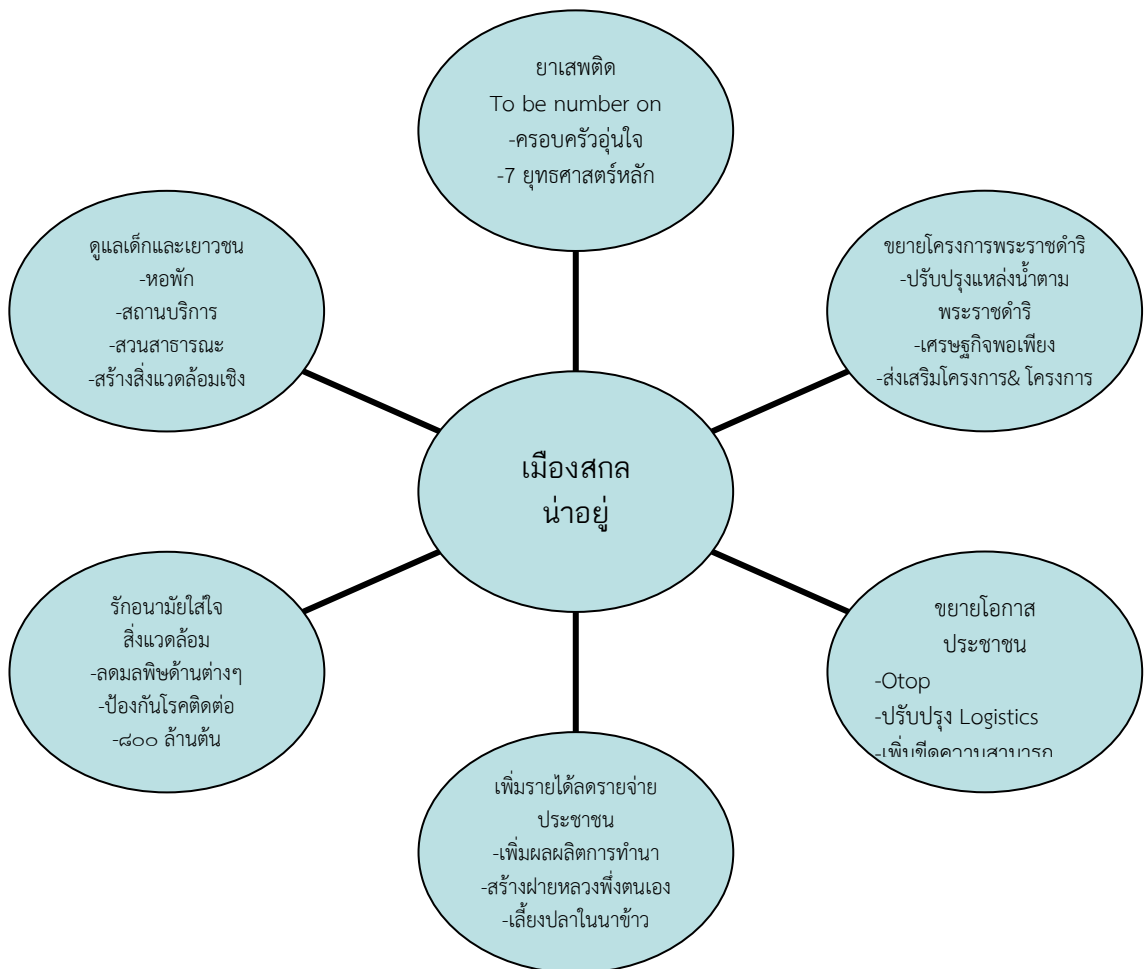 ยาเสพติด
To be number on
-ครอบครัวอุ่นใจ
-7 ยุทธศาสตร์หลัก
ดูแลเด็กและเยาวชน
-หอพัก
-สถานบริการ
-สวนสาธารณะ
-สร้างสิ่งแวดล้อมเชิง
ขยายโครงการพระราชดำริ
-ปรับปรุงแหล่งน้ำตาม
พระราชดำริ
-เศรษฐกิจพอเพียง
-ส่งเสริมโครงการ& โครงการ
เมืองสกล
น่าอยู่
รักอนามัยใส่ใจ
สิ่งแวดล้อม
-ลดมลพิษด้านต่างๆ
-ป้องกันโรคติดต่อ
-๘๐๐ ล้านต้น
ขยายโอกาส
ประชาชน
-Otop
-ปรับปรุง Logistics
-เพิ่มขีดความสามารถ
เพิ่มรายได้ลดรายจ่าย
ประชาชน
-เพิ่มผลผลิตการทำนา
-สร้างฝายหลวงพึ่งตนเอง
-เลี้ยงปลาในนาข้าว